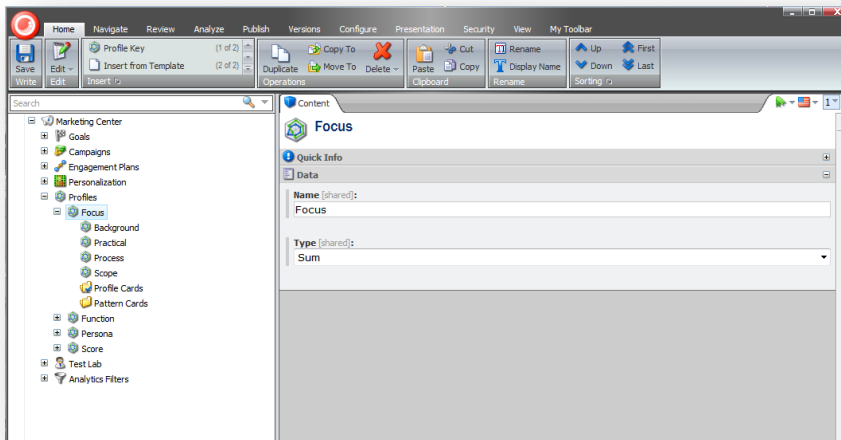 Home Navigate Review Analyze Publish Versions Configure Presentation Security View My Toolbar
Save
Write
Edit
Edit
Profile Key (1 of 2)
Insert from Template (2 of 2)
Insert
Duplicate
Copy To
Move To
Delete
Operations
Paste
Cut
Copy
Clipboard
Rename
Display Name
Rename
Up First
Down Last
Sorting
Search
Marketing Center
Goals
Campaigns
Engagement Plans
Personalization
Profiles
Focus
Background
Practical
Process
Scope
Profile Cards
Pattern Cards
Function
Persona
Score
Test Lab
Analytics Filters
Content
1
Focus
Quick Info
Data
Name [shared]:
Focus
Type [shared]:
Sum